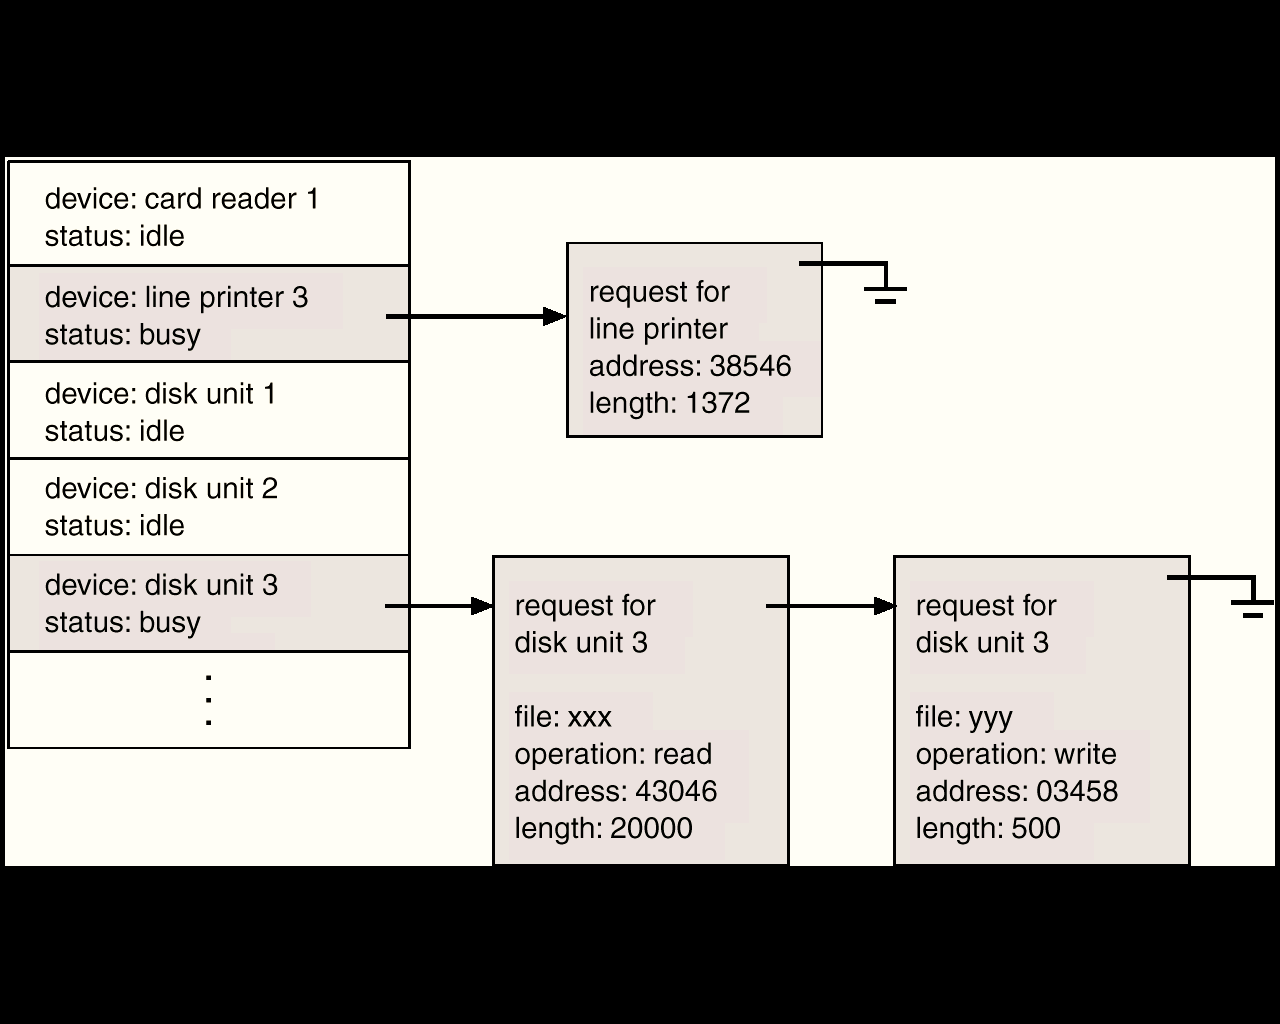 device: card reader 1
status: idle
device: line printer 3
status: busy
device: disk unit 1
status: idle
device: disk unit 2
status: idle
device: disk unit 3
status: busy
request for
line printer
address: 38546
length: 1372
request for
disk unit 3
file: xxx
operation: read
address: 43046
length: 20000
request for
disk unit 3
file: yyy
operation: write
address: 03458
length: 500